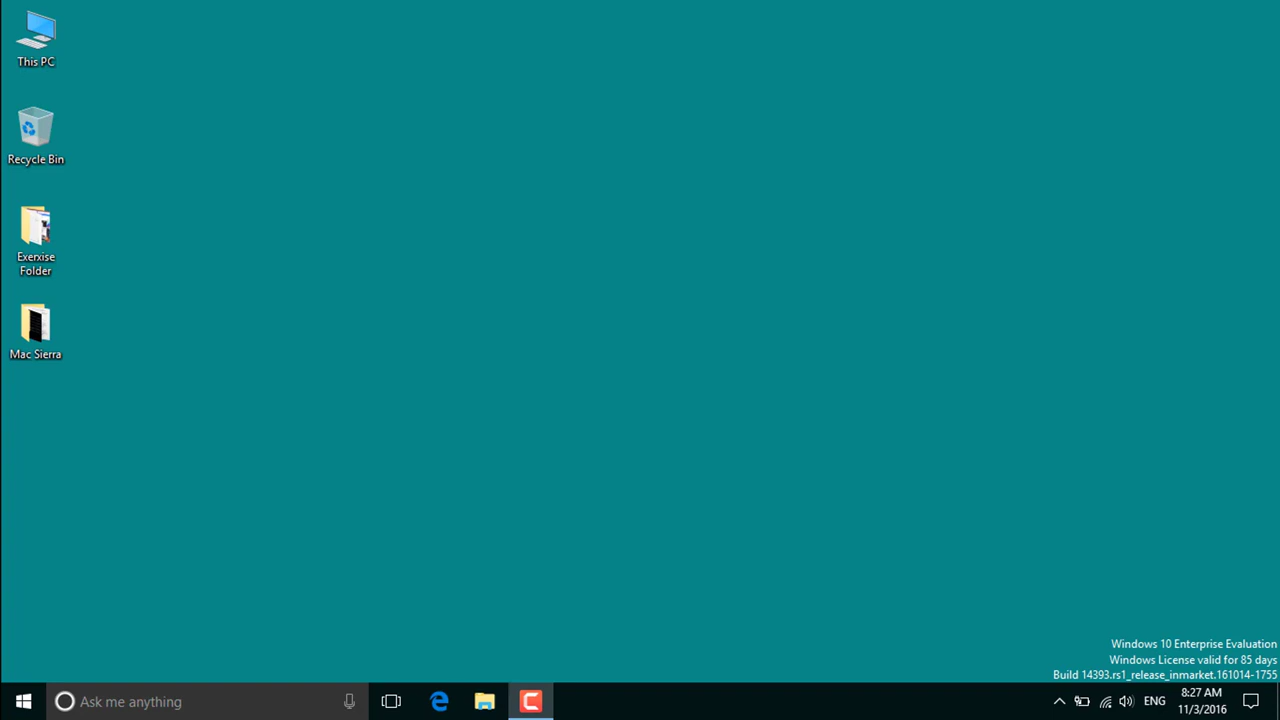 This PC
Recycle Bin
Exerxise
Folder
Mac Sierra
Windows 10 Enterprise Evaluation
Windows License valid for 85 days
Build 14393.rs1_release_inmarket.161014-1755
Ask me anything
ENG
8:27 AM
11/3/2016